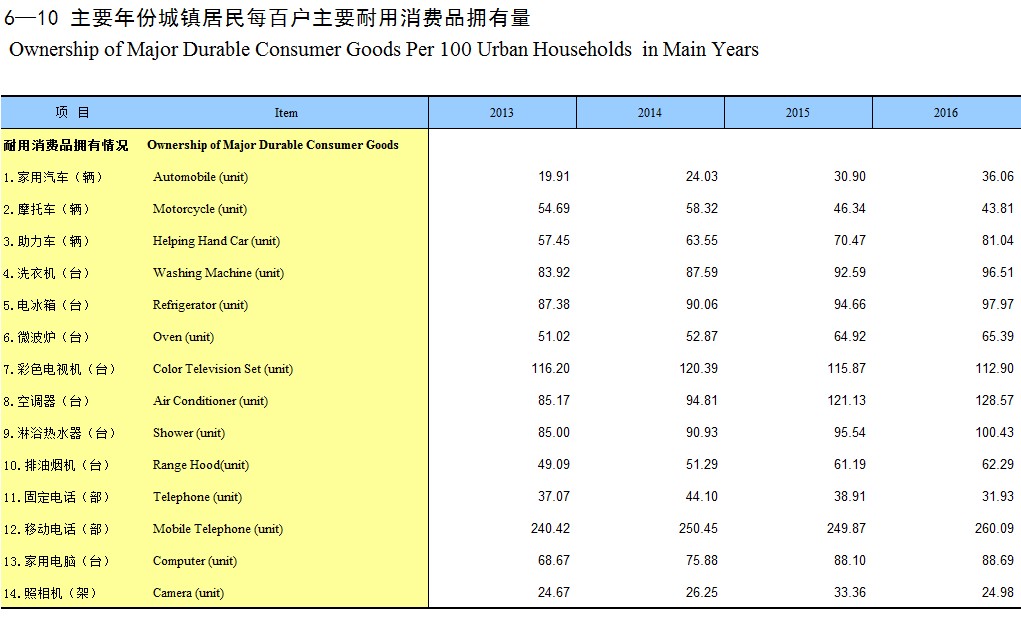 6—10 主要年份城镇居民每百户主要耐用消费品拥有量
Ownership of Major Durable Consumer Goods Per 100 Urban Households in Main Years
项 目 Item 2013 2014 2015 2016
耐用消费品拥有情况 Ownership of Major Durable Consumer Goods
1.家用汽车（辆） Automobile (unit) 19.91 24.03 30.90 36.06
2.摩托车（辆） Motorcycle (unit) 54.69 58.32 46.34 43.81
3.助力车（辆） Helping Hand Car (unit) 57.45 63.55 70.47 81.04
4.洗衣机（台） Washing Machine (unit) 83.92 87.59 92.59 96.51
5.电冰箱（台） Refrigerator (unit) 87.38 90.06 94.66 97.97
6.微波炉（台） Oven (unit) 51.02 52.87 64.92 65.39
7.彩色电视机（台） Color Television Set (unit) 116.20 120.39 115.87 112.90
8.空调器（台） Air Conditioner (unit) 85.17 94.81 121.13 128.57
9.淋浴热水器（台） Shower (unit) 85.00 90.93 95.54 100.43
10.排油烟机（台） Range Hood(unit) 49.09 51.29 61.19 62.29
11.固定电话（部） Telephone (unit) 37.07 44.10 38.91 31.93
12.移动电话（部） Mobile Telephone (unit) 240.42 250.45 249.87 260.09
13.家用电脑（台） Computer (unit) 68.67 75.88 88.10 88.69
14.照相机（架） Camera (unit) 24.67 26.25 33.36 24.98